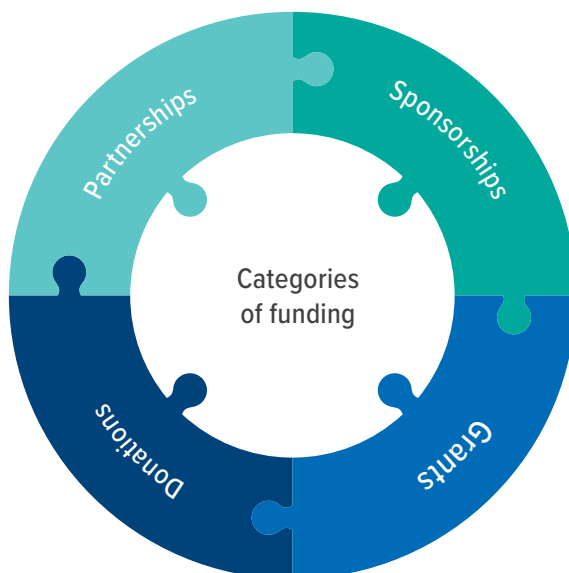 Partnerships
Sponsorships
Categories
of funding
Donations
Grants